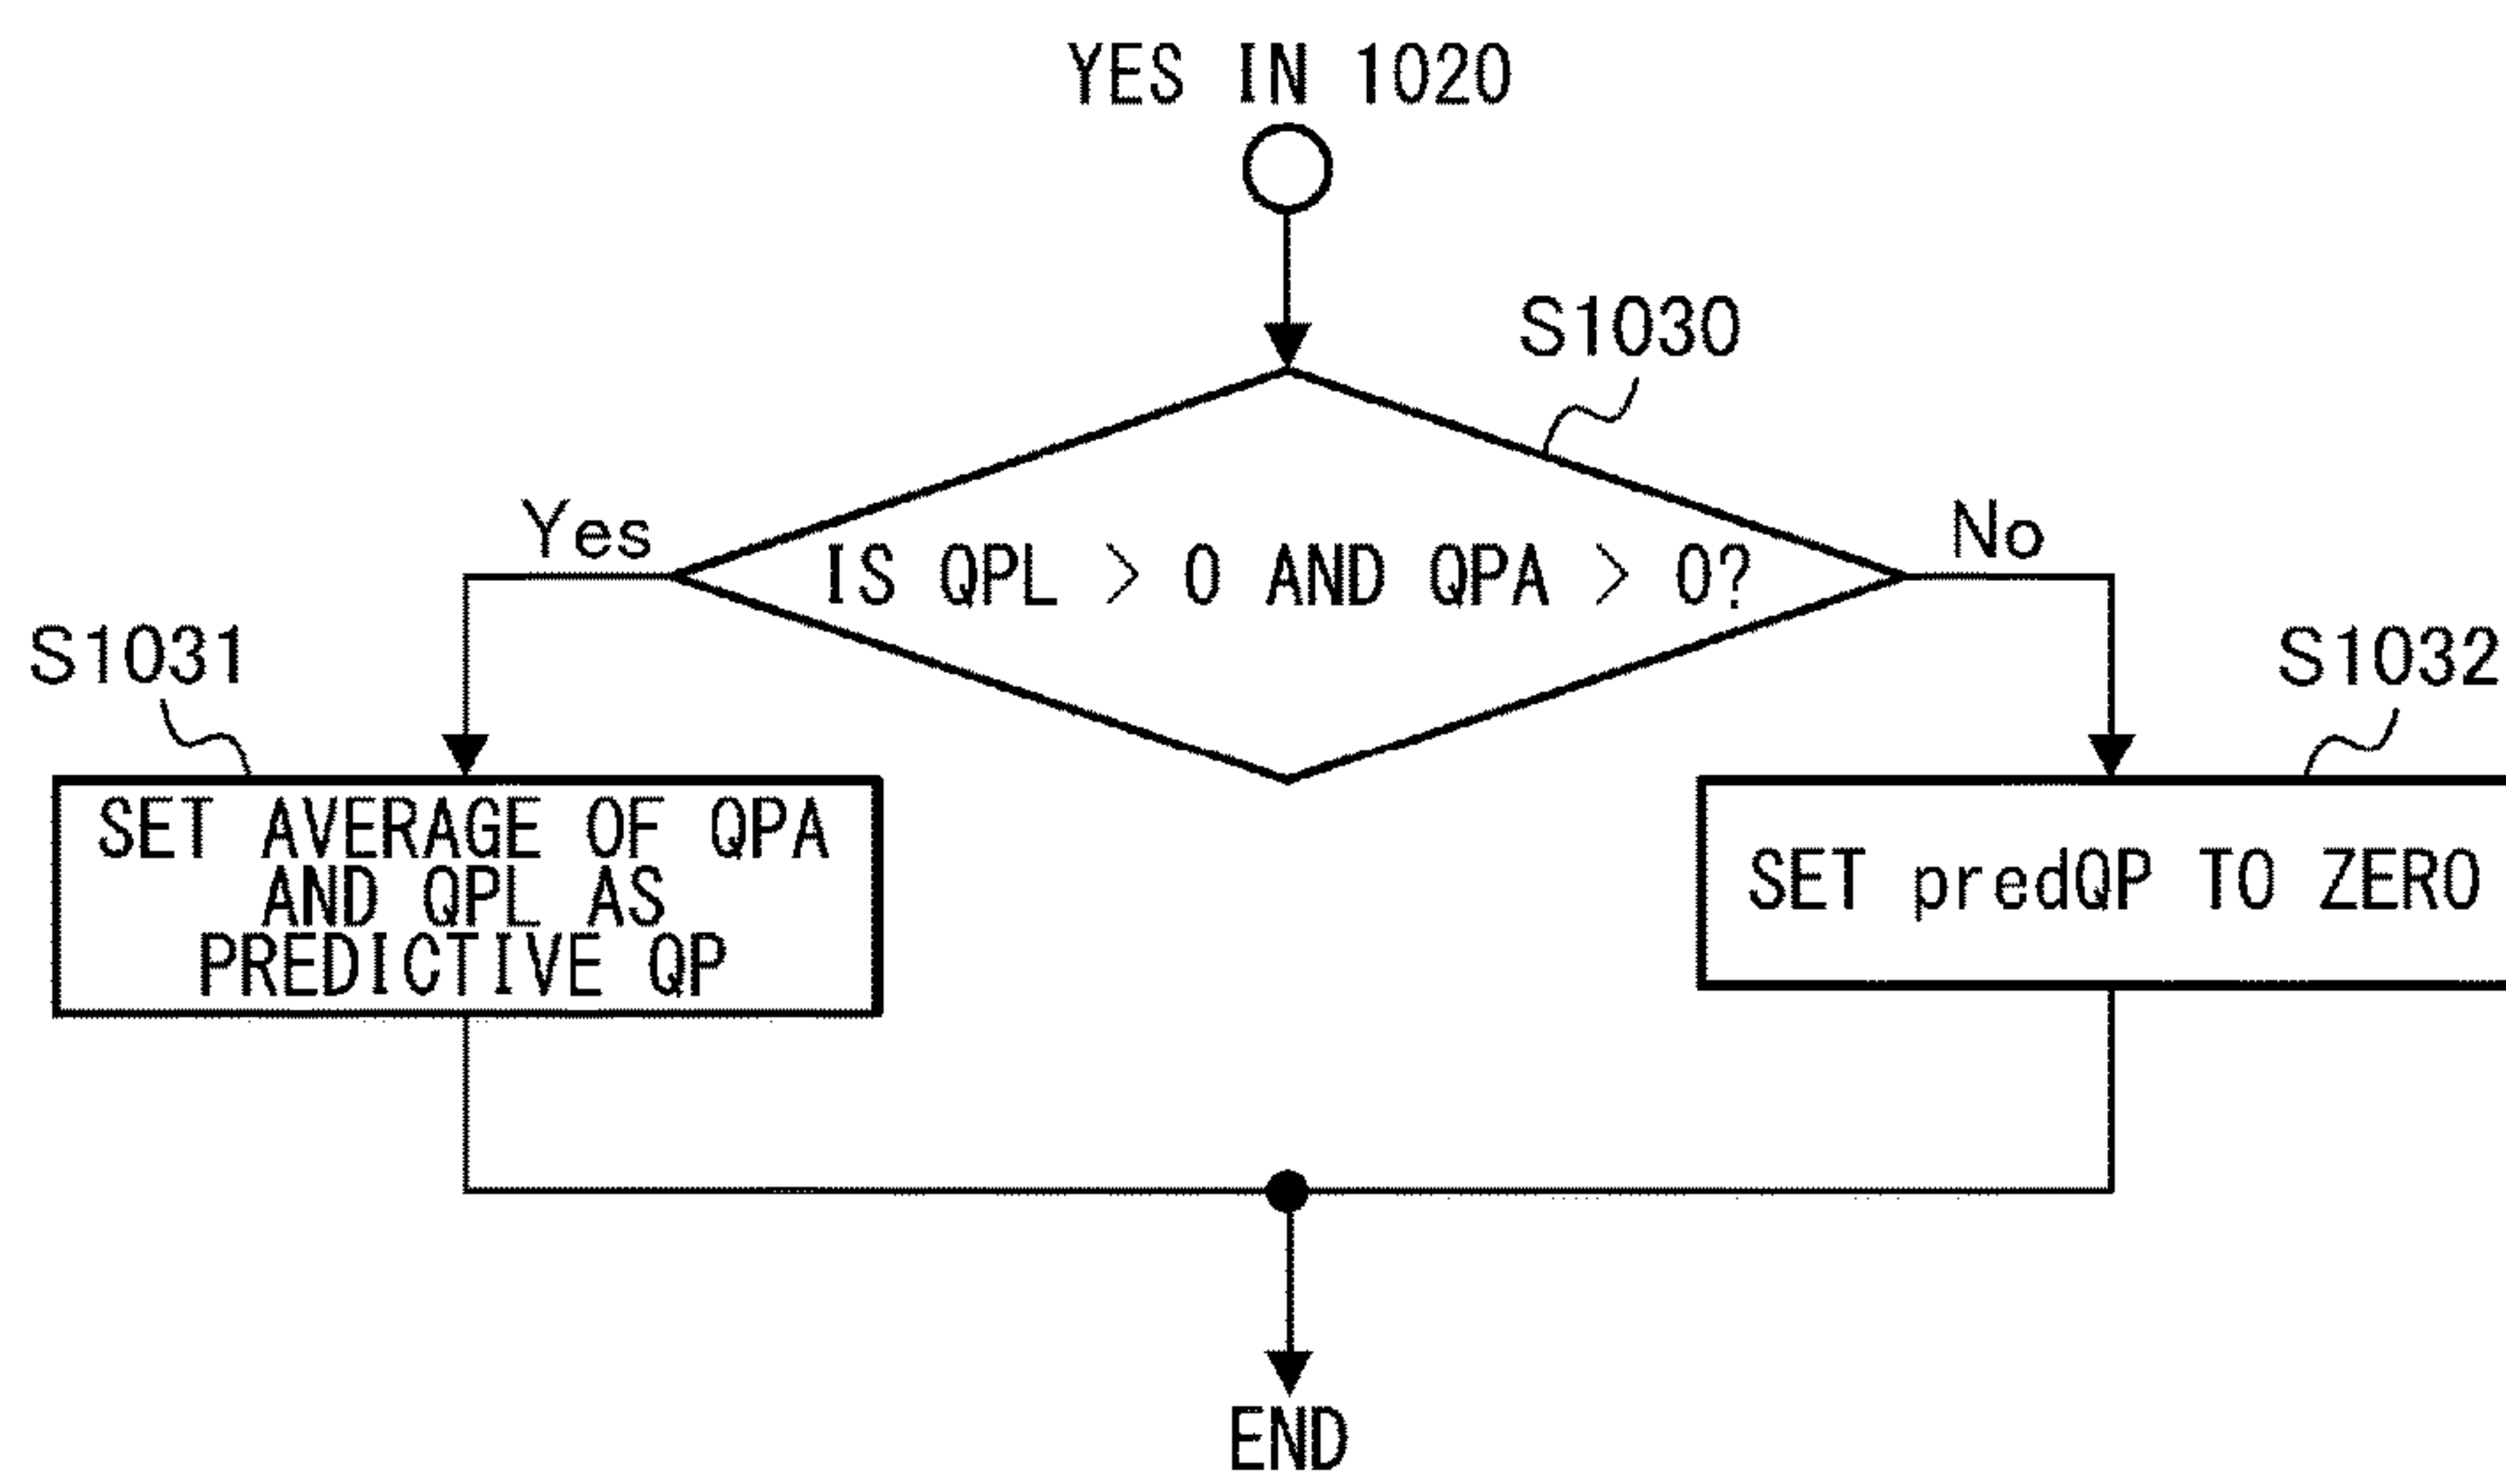 YES IN 1020
S1030
Yes
No
IS QPL > 0 AND QPA > 0?
S1031
S1032
SET AVERAGE OF QPA
AND QPL AS
PREDICTIVE QP
SET predQP TO ZERO
END